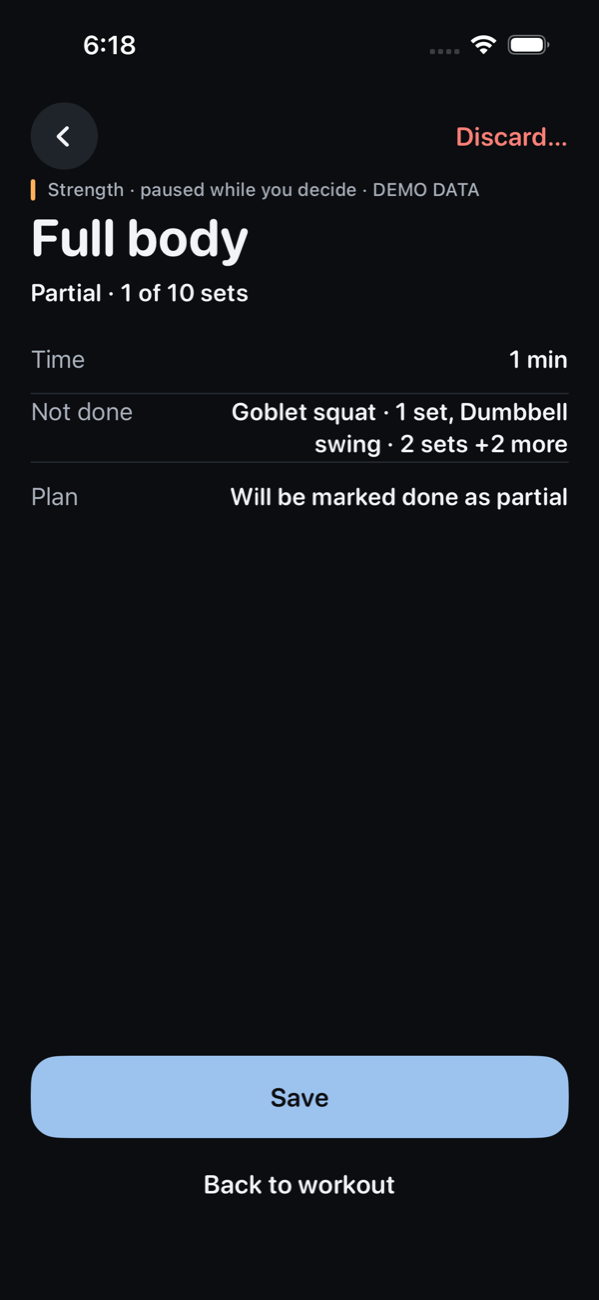 6:18
Discard...
Strength · paused while you decide · DEMO DATA
Full body
Partial · 1 of 10 sets
Time
1 min
Not done
Goblet squat · 1 set, Dumbbell
swing · 2 sets +2 more
Plan
Will be marked done as partial
Save
Back to workout